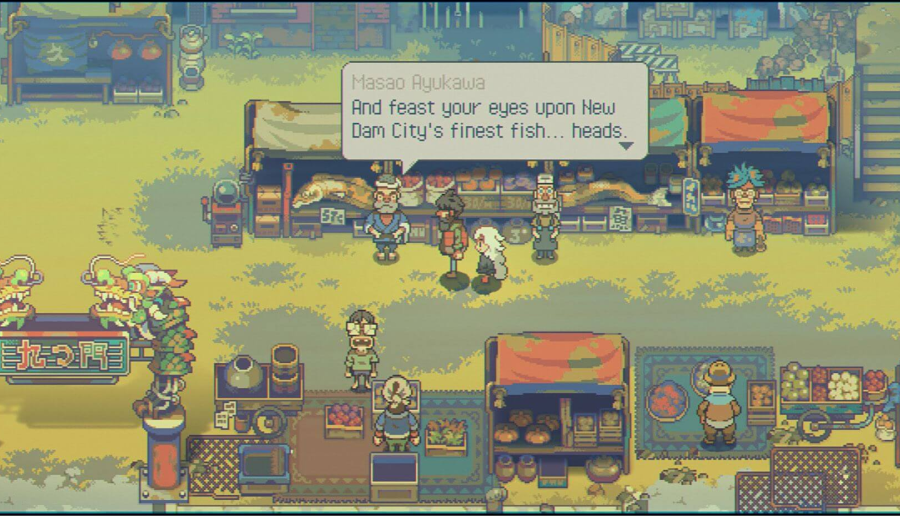 Masao Ayukawa
And feast your eyes upon New
Dam City's finest fish... heads.
九つ門